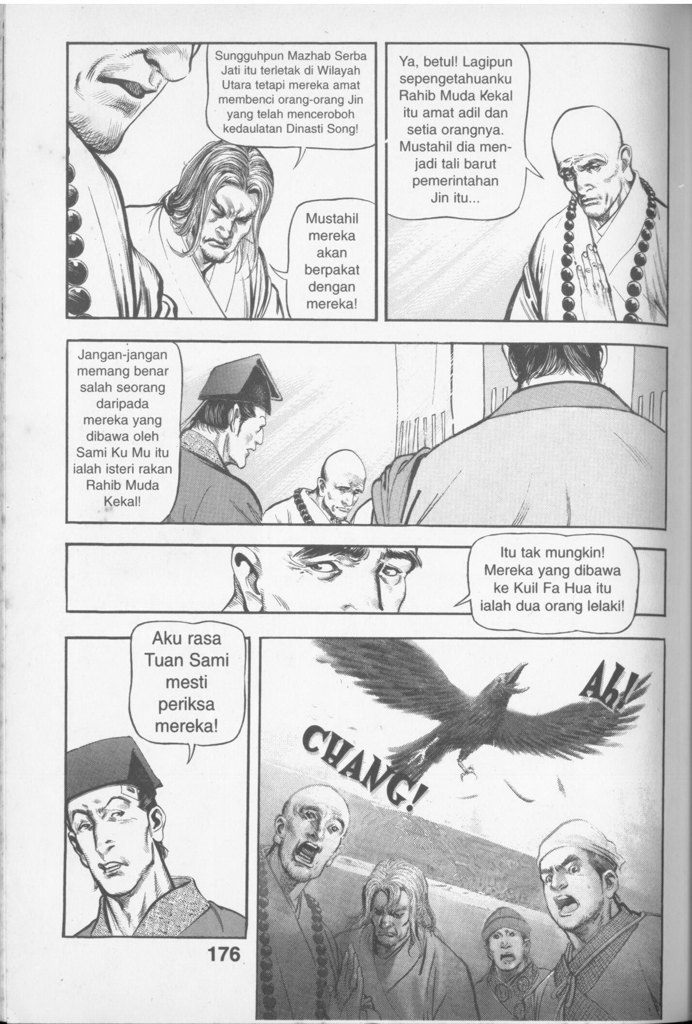 Sungguhpun Mazhab Serba
Jati itu terletak di Wilayah
Utara tetapi mereka amat
membenci orang-orang Jin
yang telah menceroboh
kedaulatan Dinasti Song!
Mustahil
mereka
akan
berpakat
dengan
mereka!
Ya, betul! Lagipun
sepengetahuanku
Rahib Muda Kekal
itu amat adil dan
setia orangnya.
Mustahil dia men-
jadi tali barut
pemerintahan
Jin itu...
Jangan-jangan
memang benar
salah seorang
daripada
mereka yang
dibawa oleh
Sami Ku Mu itu
ialah isteri rakan
Rahib Muda
Kekal!
Itu tak mungkin!
Mereka yang dibawa
ke Kuil Fa Hua itu
ialah dua orang lelaki!
Aku rasa
Tuan Sami
mesti
periksa
mereka!
Ah!
CHANG!
176